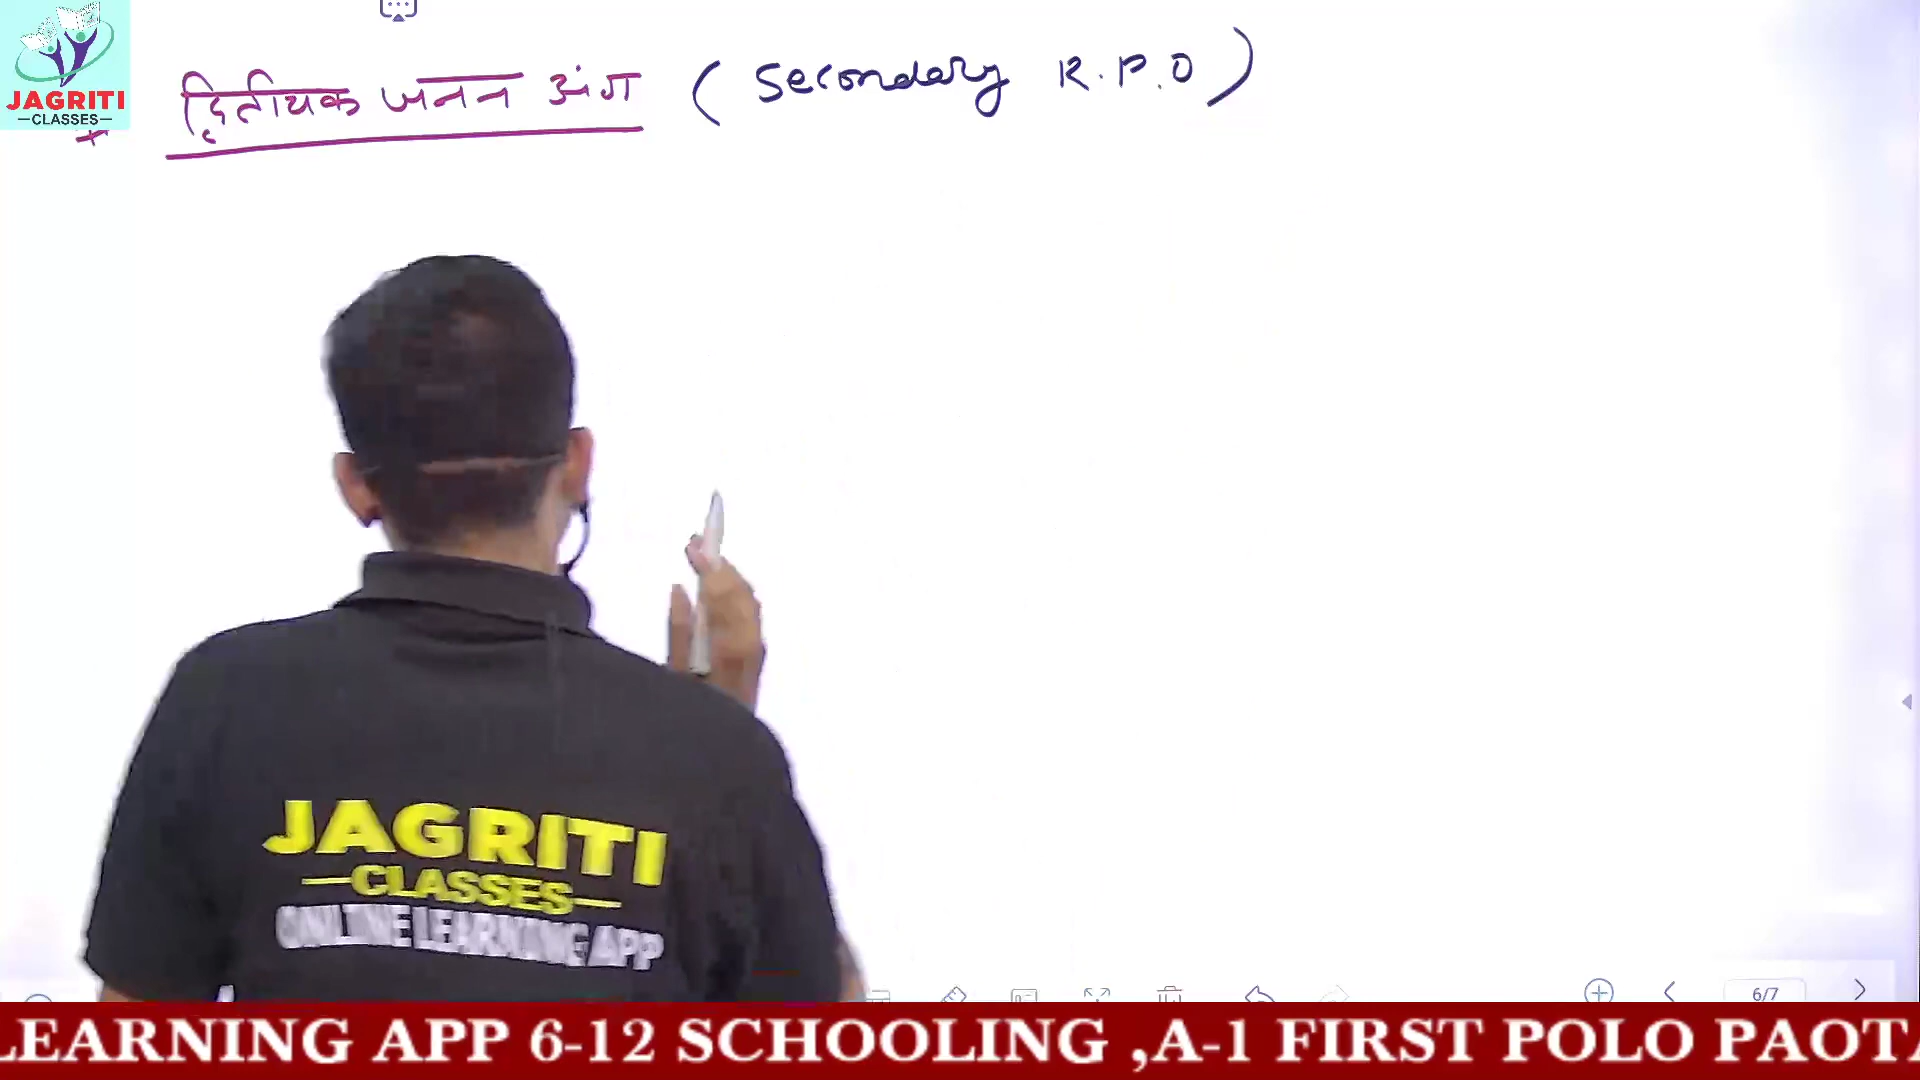 JAGRITI
CLASSES
द्वितीयक जनन अंग ( Secondary R.P.O )
JAGRITI
CLASSES
ONLINE LEARNING APP
6/7
LEARNING APP 6-12 SCHOOLING ,A-1 FIRST POLO PAOTA